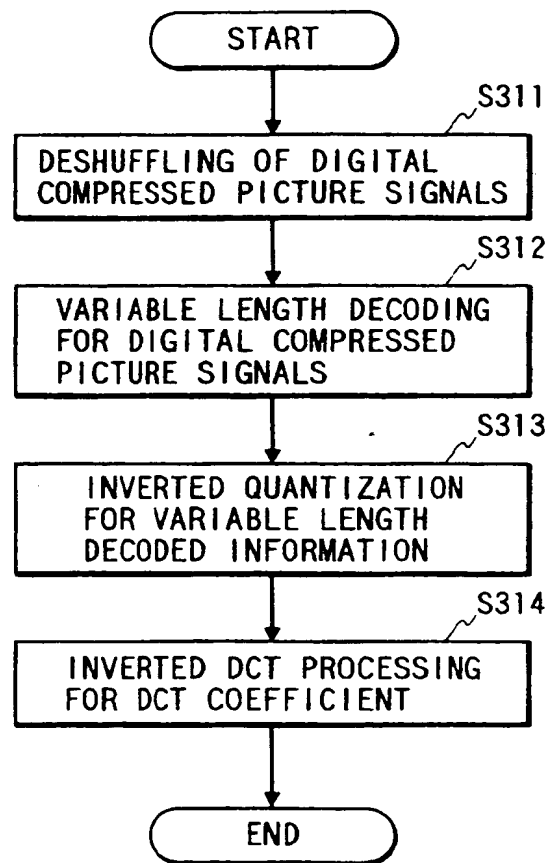 START
S311
DESHUFFLING OF DIGITAL
COMPRESSED PICTURE SIGNALS
S312
VARIABLE LENGTH DECODING
FOR DIGITAL COMPRESSED
PICTURE SIGNALS
S313
INVERTED QUANTIZATION
FOR VARIABLE LENGTH
DECODED INFORMATION
S314
INVERTED DCT PROCESSING
FOR DCT COEFFICIENT
END